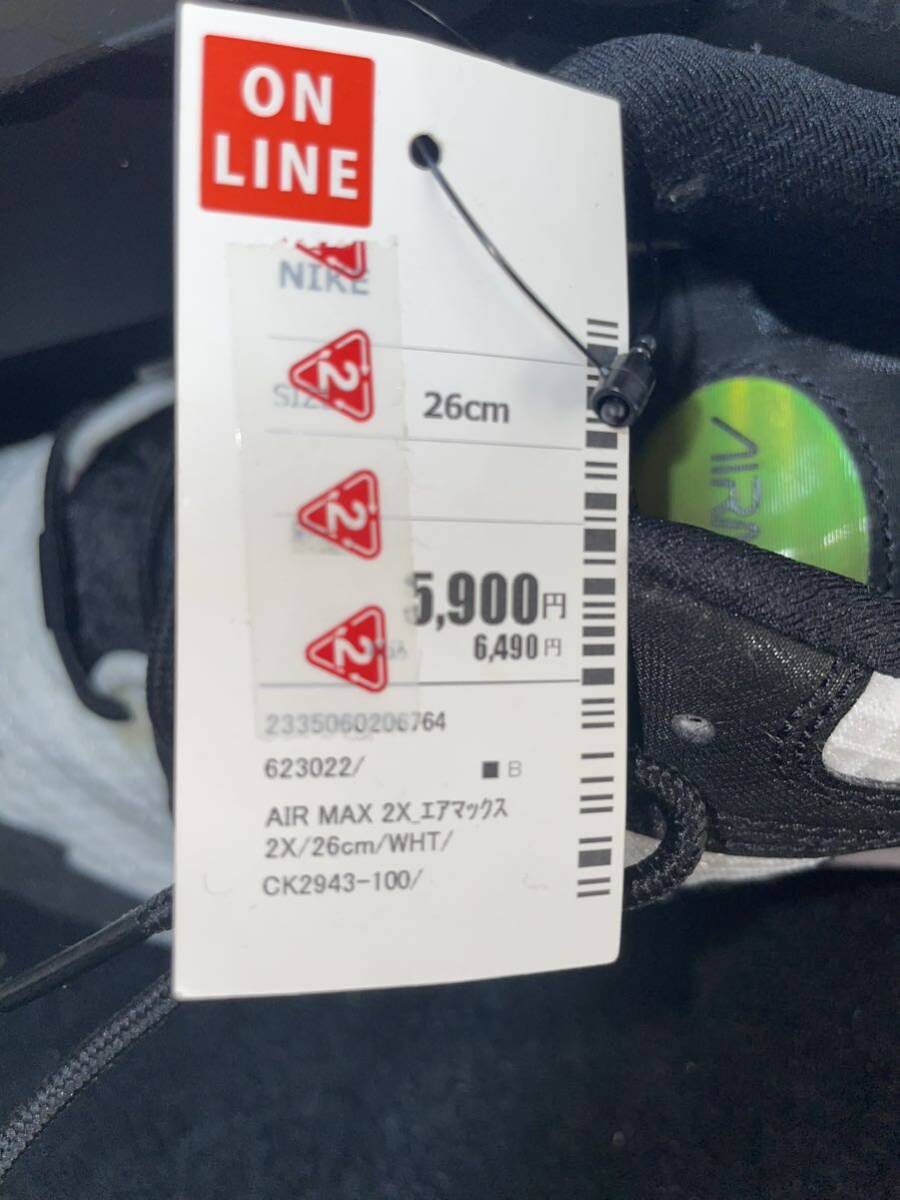 ON
LINE
NIKE
SIZE
26cm
5,900円
6,490円
2335060206764
623022/ ■B
AIR MAX 2X_エアマックス
2X/26cm/WHT/
CK2943-100/
2
2
2
AIR